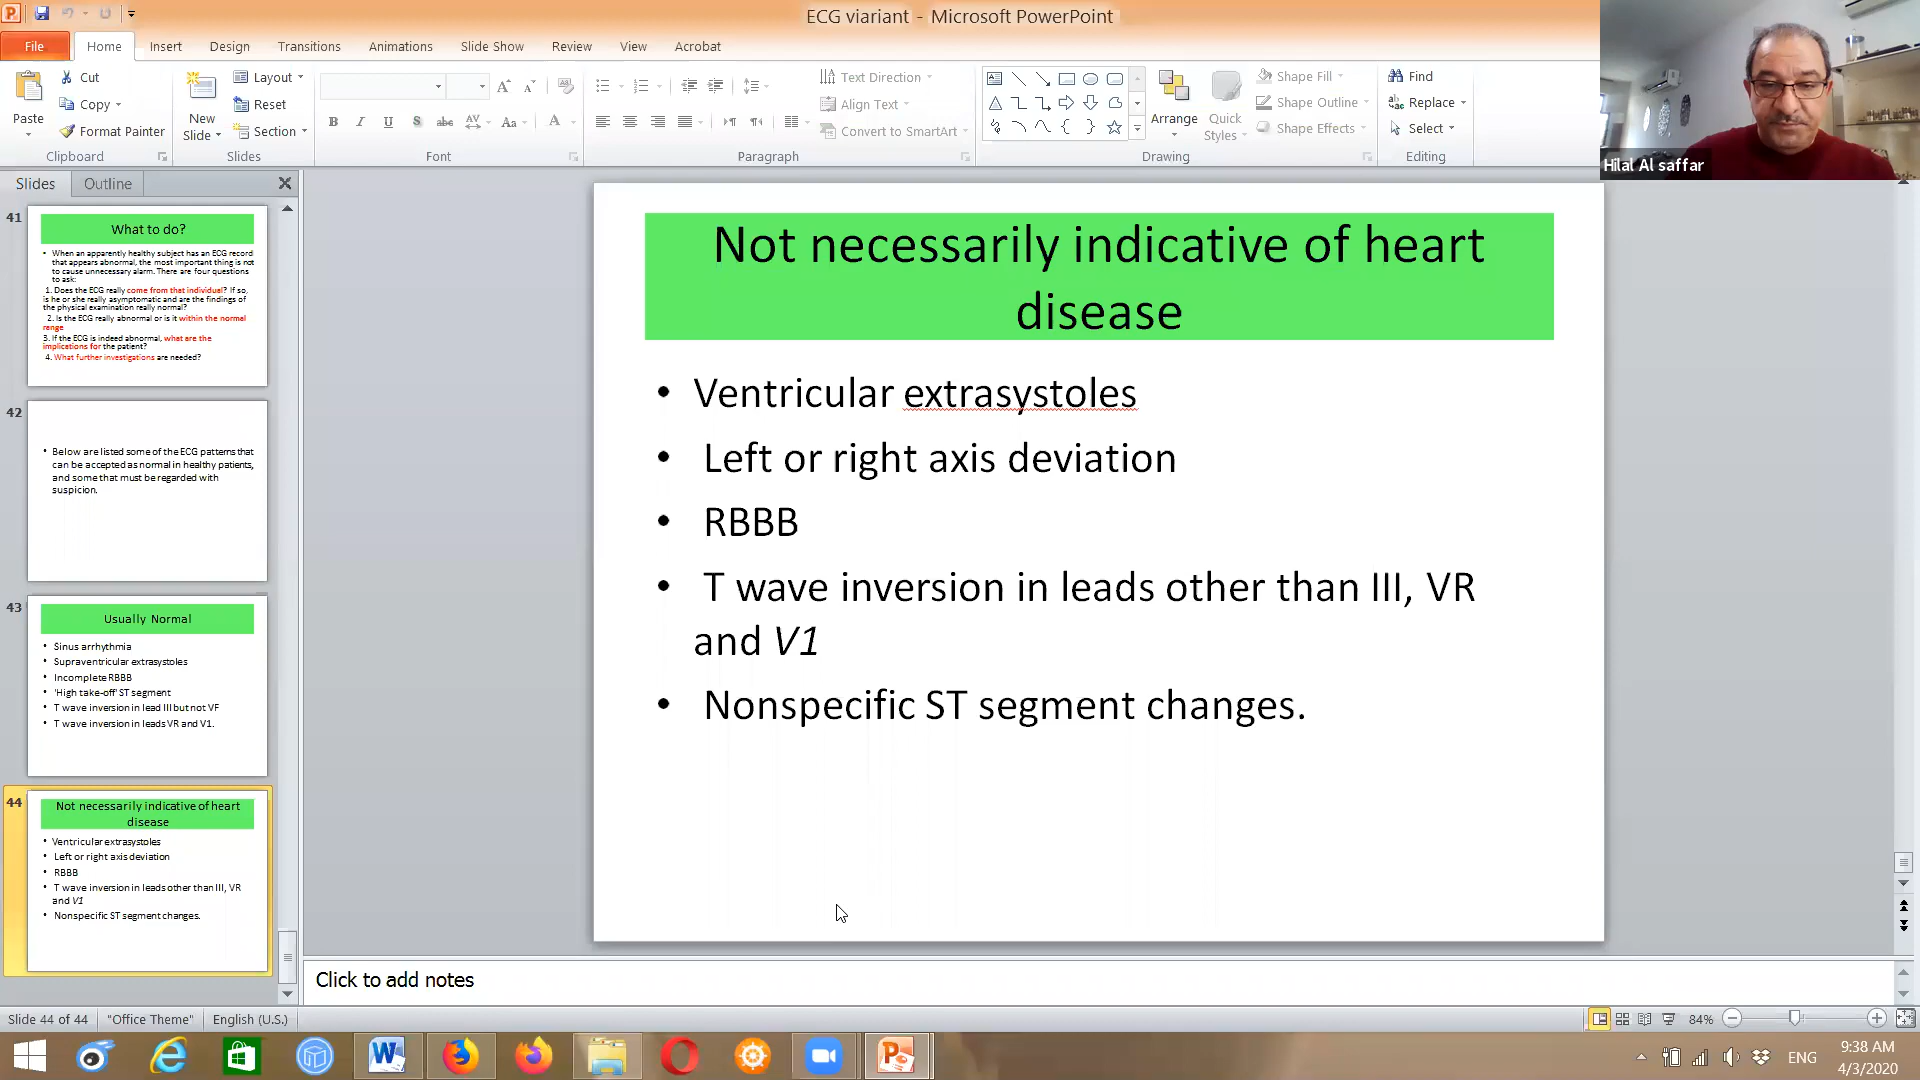 ECG viariant - Microsoft PowerPoint
File Home Insert Design Transitions Animations Slide Show Review View Acrobat
Paste
Cut
Copy
Format Painter
Clipboard
New
Slide
Layout
Reset
Section
Slides
B I U S abc AV Aa A
Font
Text Direction
Align Text
Convert to SmartArt
Paragraph
Arrange
Quick
Styles
Shape Fill
Shape Outline
Shape Effects
Drawing
Find
Replace
Select
Editing
Hilal Al saffar
Slides Outline
41
What to do?
• When an apparently healthy subject has an ECG record
that appears abnormal, the most important thing is not
to cause unnecessary alarm. There are four questions
to ask:
1. Does the ECG really come from that individual? If so,
is he or she really asymptomatic and are the findings of
the physical examination really normal?
2. Is the ECG really abnormal or is it within the normal
range
3. If the ECG is indeed abnormal, what are the
implications for the patient?
4. What further investigations are needed?
42
• Below are listed some of the ECG patterns that
can be accepted as normal in healthy patients,
and some that must be regarded with
suspicion.
43
Usually Normal
• Sinus arrhythmia
• Supraventricular extrasystoles
• Incomplete RBBB
• 'High take-off' ST segment
• T wave inversion in lead III but not VF
• T wave inversion in leads VR and V1.
44
Not necessarily indicative of heart
disease
• Ventricular extrasystoles
• Left or right axis deviation
• RBBB
• T wave inversion in leads other than III, VR
and V1
• Nonspecific ST segment changes.
Not necessarily indicative of heart
disease
• Ventricular extrasystoles
• Left or right axis deviation
• RBBB
• T wave inversion in leads other than III, VR
and V1
• Nonspecific ST segment changes.
Click to add notes
Slide 44 of 44 "Office Theme" English (U.S.)
84%
ENG
9:38 AM
4/3/2020